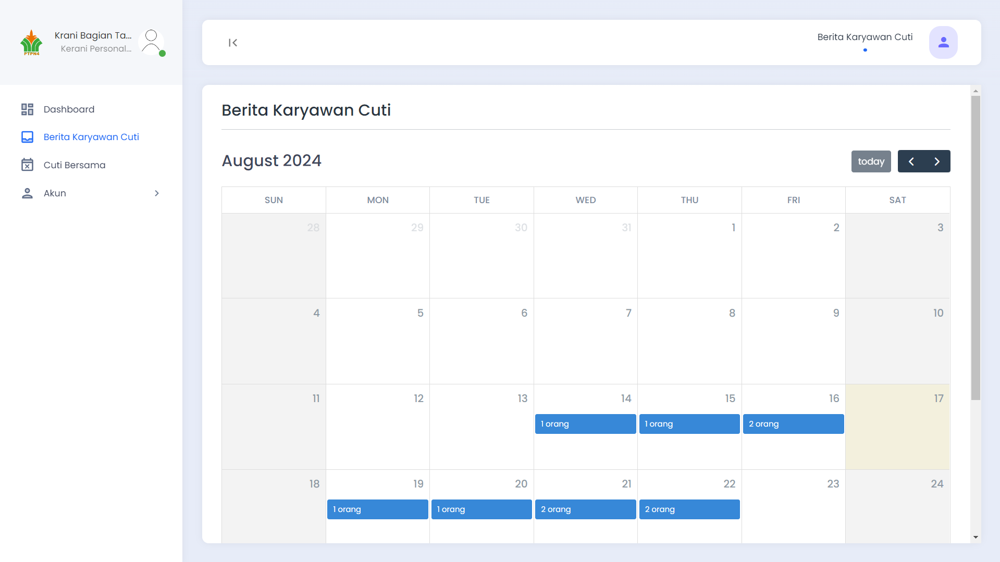 PTPN4
Krani Bagian Ta...
Kerani Personal...
Dashboard
Berita Karyawan Cuti
Cuti Bersama
Akun
Berita Karyawan Cuti
Berita Karyawan Cuti
August 2024
today
SUN MON TUE WED THU FRI SAT
28 29 30 31 1 2 3
4 5 6 7 8 9 10
11 12 13 14 15 16 17
1 orang 1 orang 2 orang
18 19 20 21 22 23 24
1 orang 1 orang 2 orang 2 orang